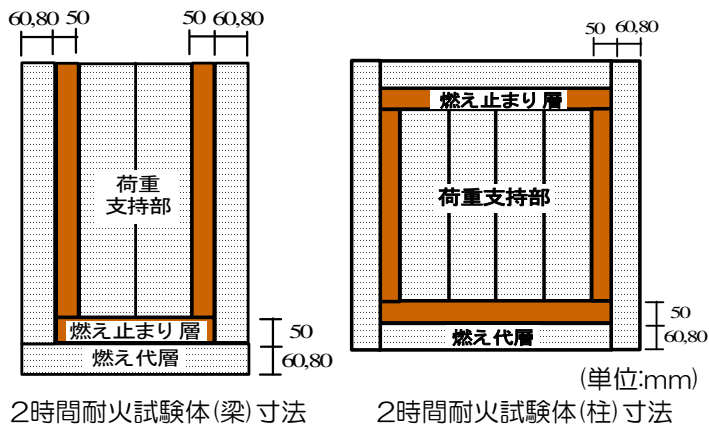 60,80 50
50 60,80
荷重
支持部
燃え止まり層
燃え代層
50
60,80
2時間耐火試験体(梁)寸法
50 60,80
燃え止まり層
荷重支持部
燃え代層
50
60,80
(単位:mm)
2時間耐火試験体(柱)寸法